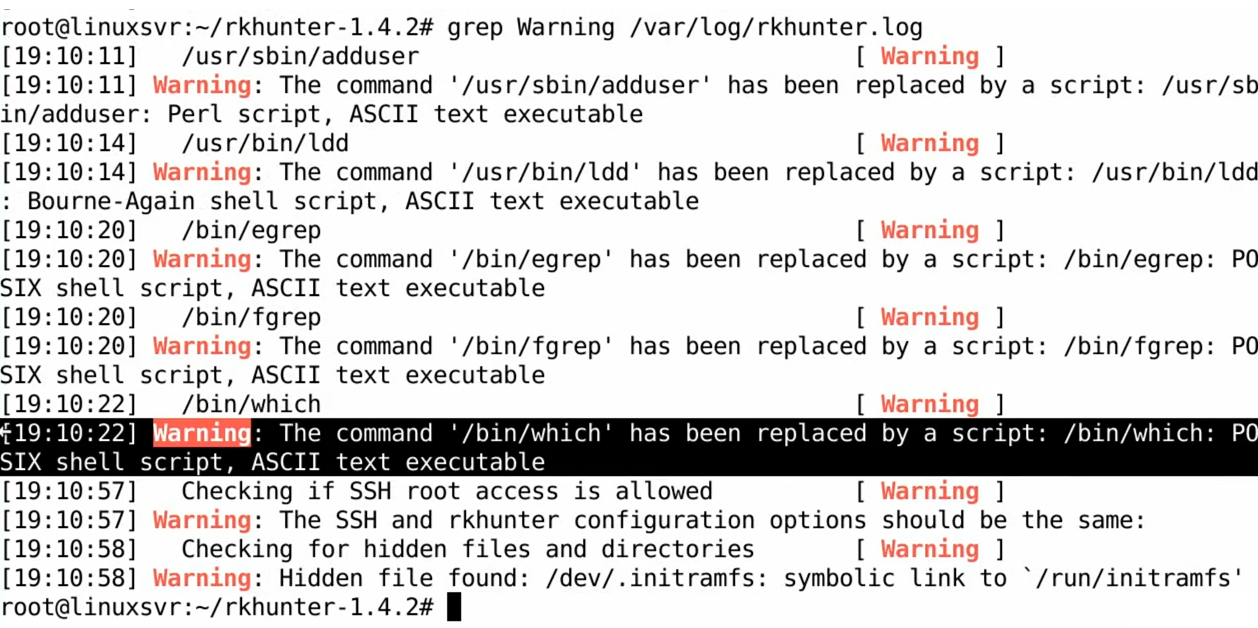 root@linuxsvr:~/rkhunter-1.4.2# grep Warning /var/log/rkhunter.log
[19:10:11]   /usr/sbin/adduser                               [ Warning ]
[19:10:11] Warning: The command '/usr/sbin/adduser' has been replaced by a script: /usr/sb
in/adduser: Perl script, ASCII text executable
[19:10:14]   /usr/bin/ldd                                    [ Warning ]
[19:10:14] Warning: The command '/usr/bin/ldd' has been replaced by a script: /usr/bin/ldd
: Bourne-Again shell script, ASCII text executable
[19:10:20]   /bin/egrep                                      [ Warning ]
[19:10:20] Warning: The command '/bin/egrep' has been replaced by a script: /bin/egrep: PO
SIX shell script, ASCII text executable
[19:10:20]   /bin/fgrep                                      [ Warning ]
[19:10:20] Warning: The command '/bin/fgrep' has been replaced by a script: /bin/fgrep: PO
SIX shell script, ASCII text executable
[19:10:22]   /bin/which                                      [ Warning ]
[19:10:22] Warning: The command '/bin/which' has been replaced by a script: /bin/which: PO
SIX shell script, ASCII text executable
[19:10:57]   Checking if SSH root access is allowed          [ Warning ]
[19:10:57] Warning: The SSH and rkhunter configuration options should be the same:
[19:10:58]   Checking for hidden files and directories       [ Warning ]
[19:10:58] Warning: Hidden file found: /dev/.initramfs: symbolic link to `/run/initramfs'
root@linuxsvr:~/rkhunter-1.4.2#